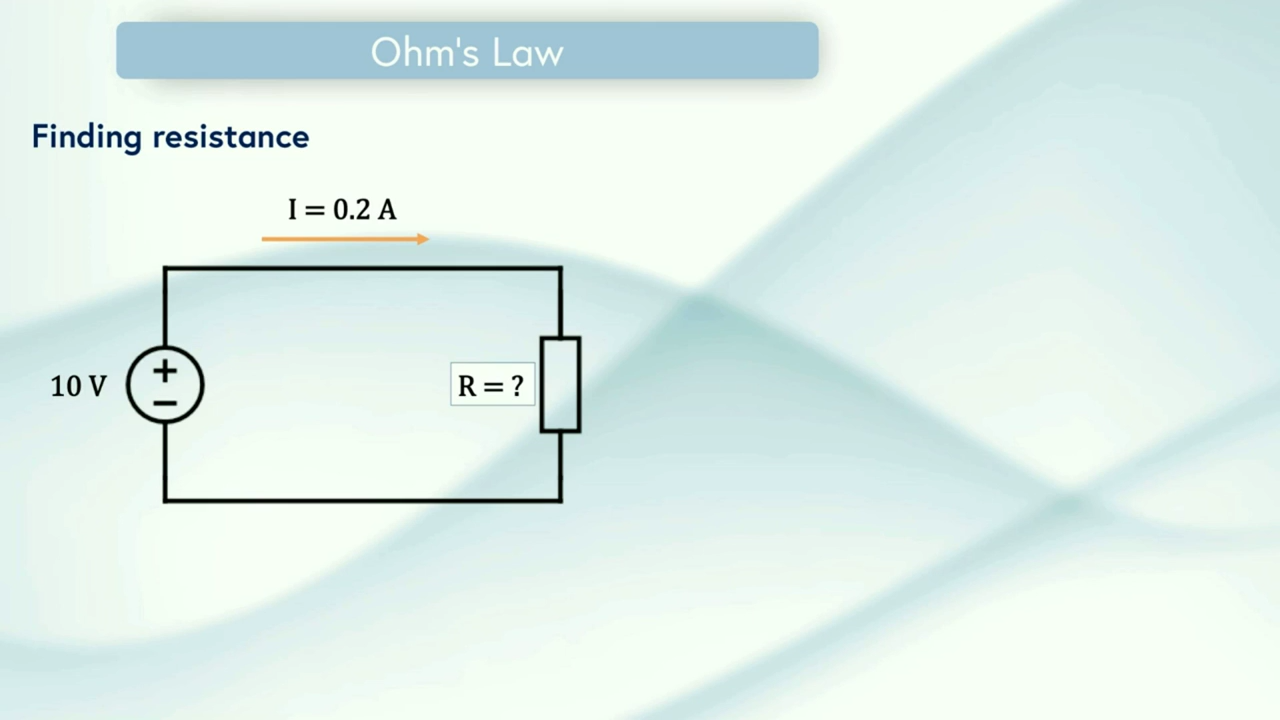 Ohm's Law
Finding resistance
I = 0.2 A
10 V
+
−
R = ?